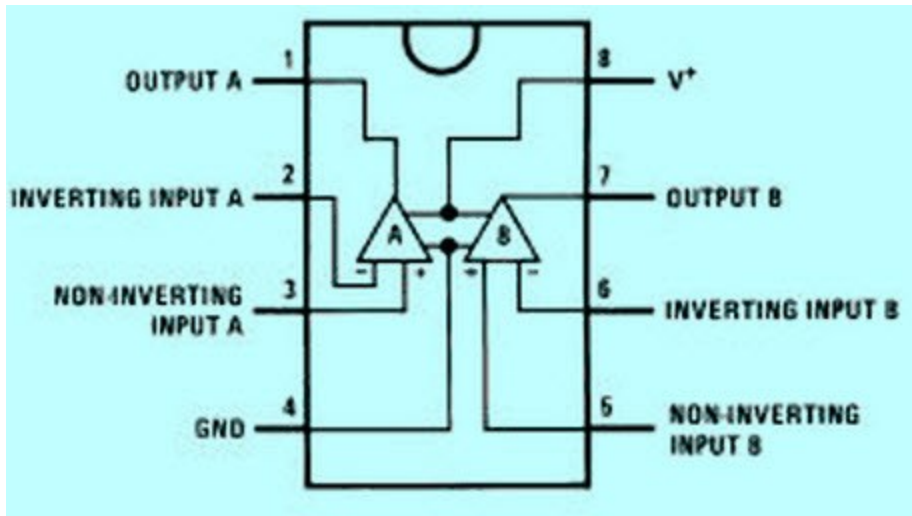 1
OUTPUT A
8
V+
2
INVERTING INPUT A
7
OUTPUT B
A
B
- +
+ -
3
NON-INVERTING
INPUT A
6
INVERTING INPUT B
4
GND
5
NON-INVERTING
INPUT B